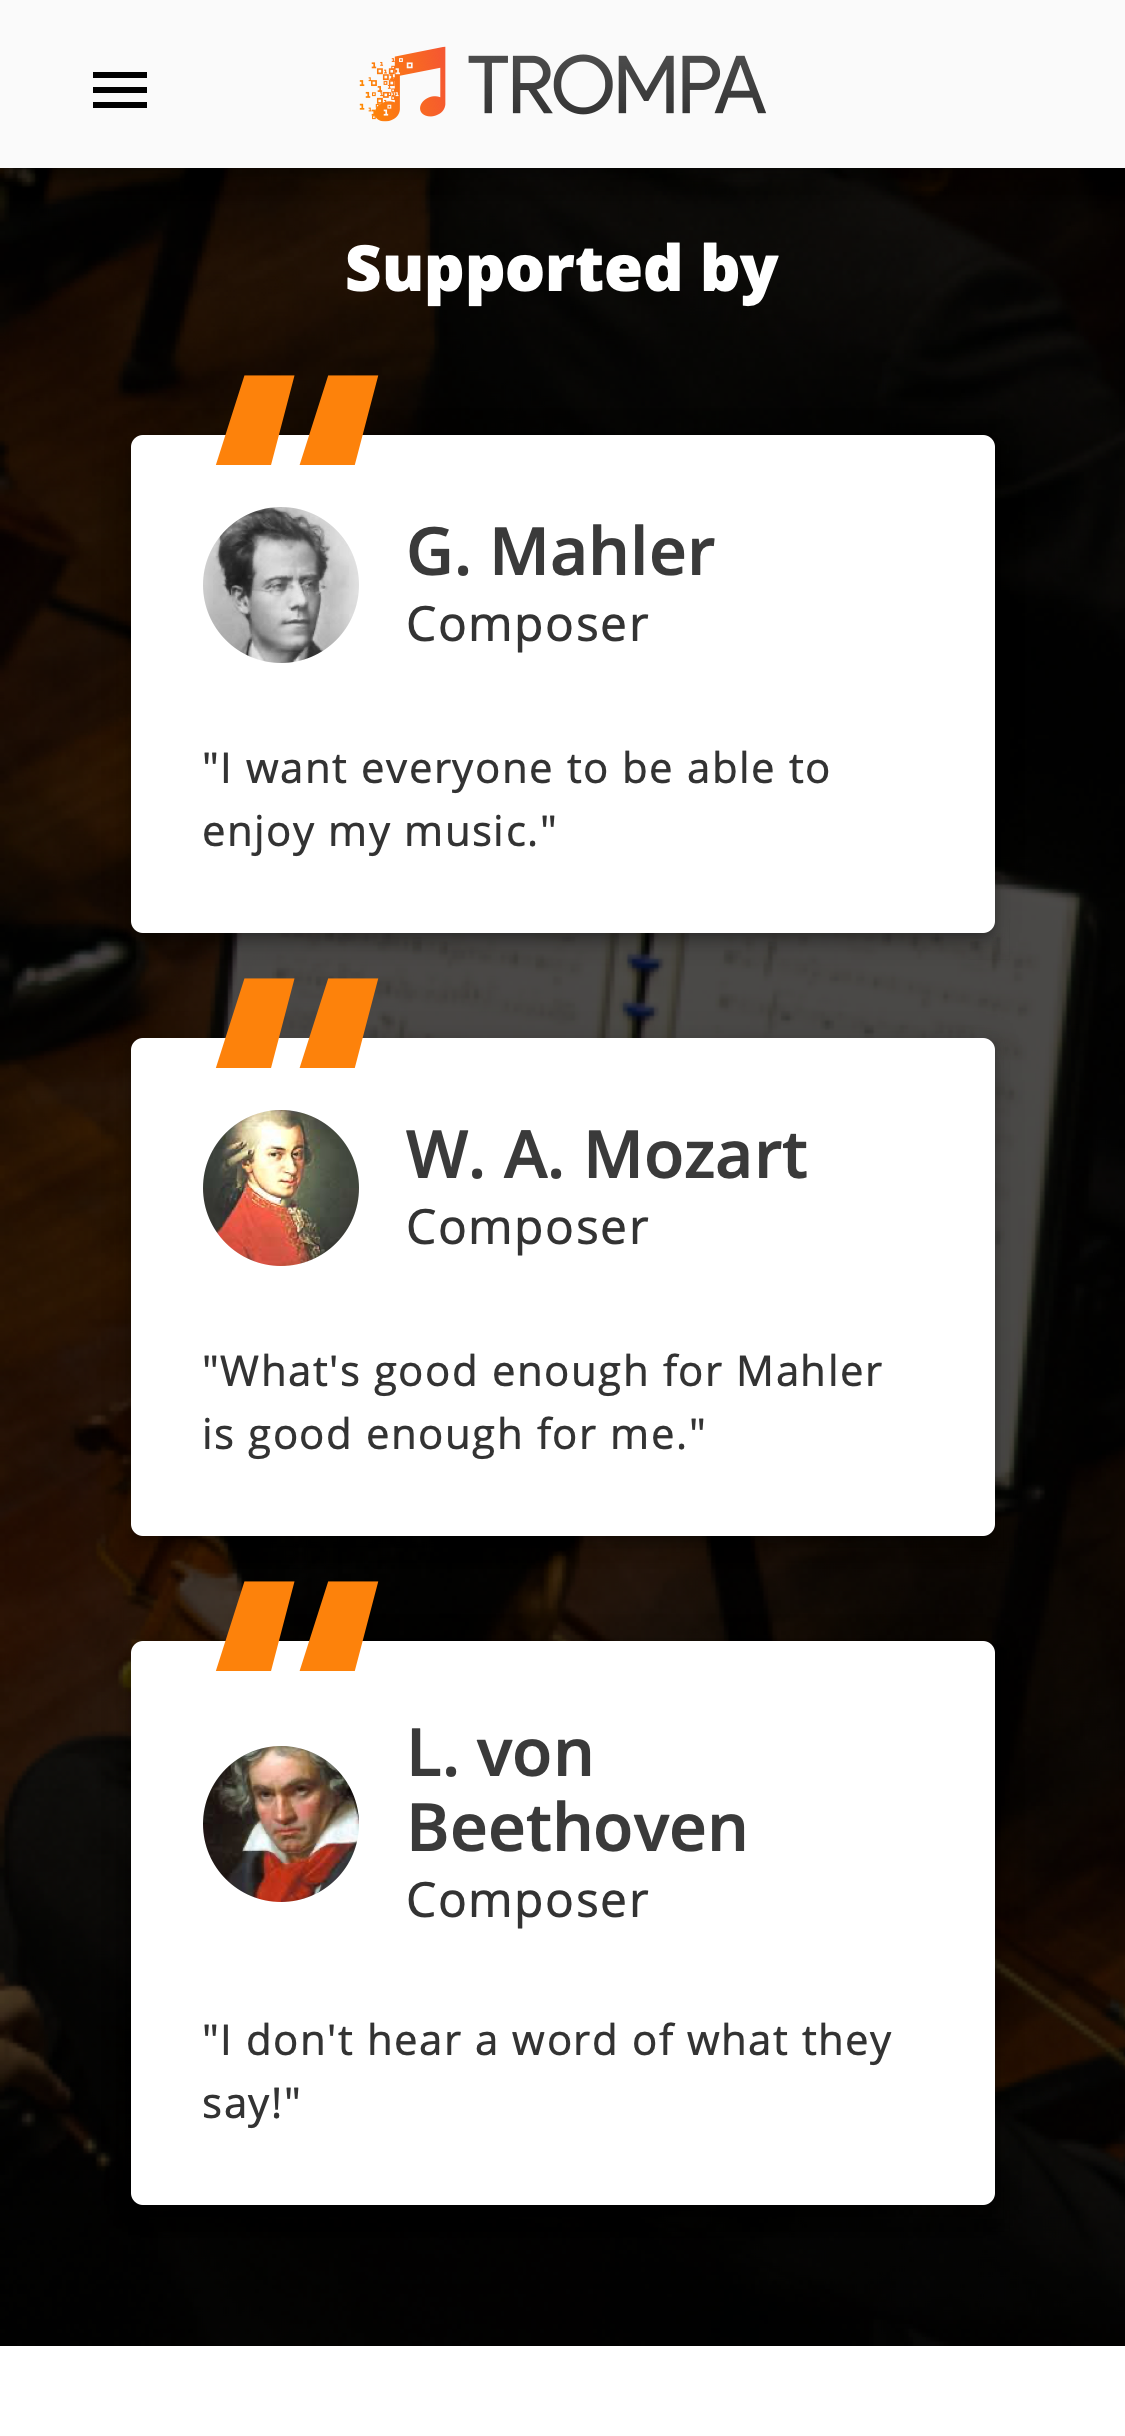 TROMPA
Supported by
G. Mahler
Composer
"I want everyone to be able to
enjoy my music."
W. A. Mozart
Composer
"What's good enough for Mahler
is good enough for me."
L. von
Beethoven
Composer
"I don't hear a word of what they
say!"